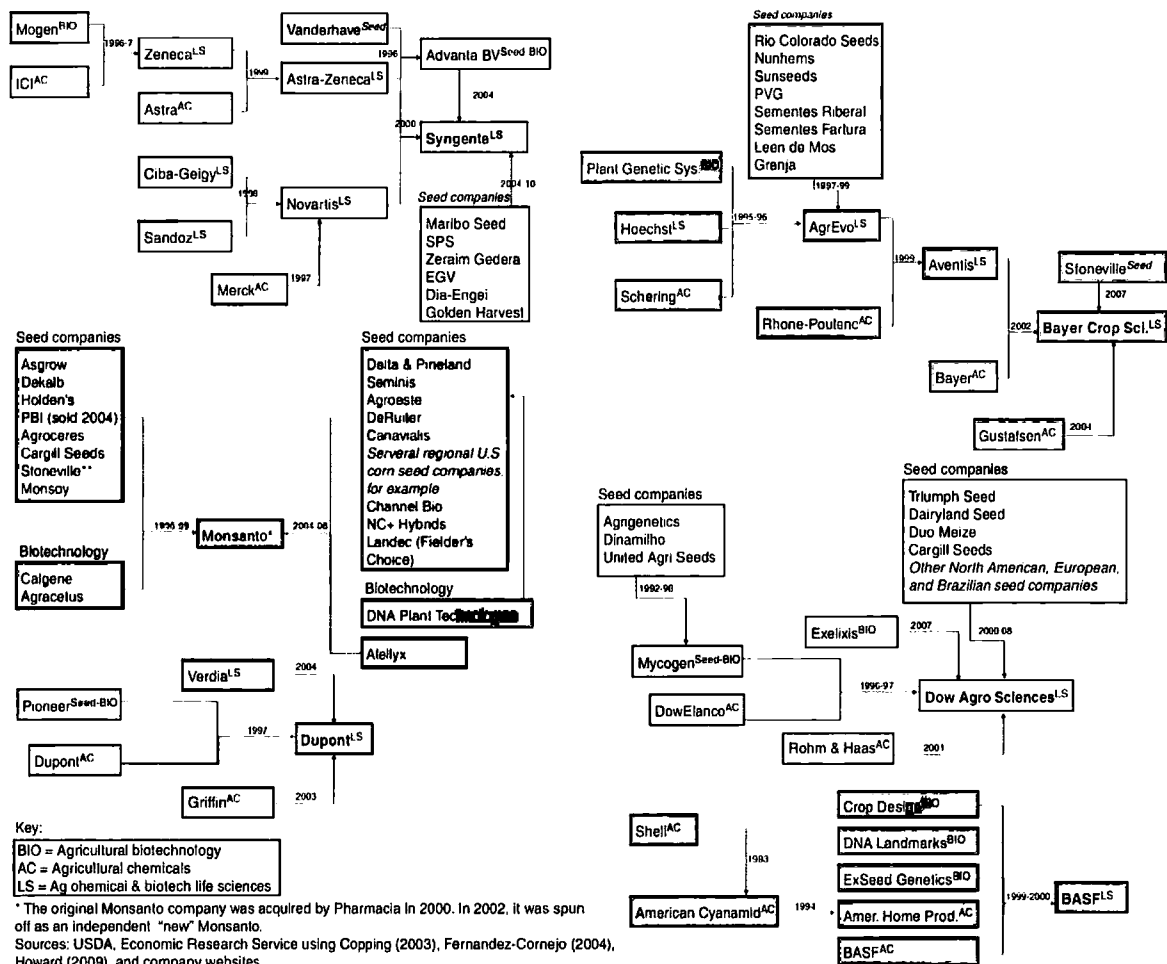 Mogen BIO
1996-7
ICI AC
Zeneca LS
1999
Astra AC
Vanderhave Seed
1996
Astra-Zeneca LS
Advanta BV Seed BIO
2004
2000
Syngenta LS
Ciba-Geigy LS
1998
Sandoz LS
Novartis LS
1997
Merck AC
2004-10
Seed companies
Maribo Seed
SPS
Zeraim Gedera
EGV
Dia-Engei
Golden Harvest
Seed companies
Rio Colorado Seeds
Nunhems
Sunseeds
PVG
Sementes Riberal
Sementes Fartura
Leen de Mos
Granja
1997-99
Plant Genetic Sys. BIO
Hoechst LS
1995-96
AgrEvo LS
Schering AC
1999
Rhone-Poulenc AC
Aventis LS
2002
Bayer AC
Stoneville Seed
2007
Bayer Crop Sci. LS
Gustafsen AC
2004
Seed companies
Asgrow
Dekalb
Holden's
PBI (sold 2004)
Agroceres
Cargill Seeds
Stoneville**
Monsoy
Biotechnology
Calgene
Agracetus
1996-99
Monsanto*
2004-08
Seed companies
Delta & Pineland
Seminis
Agroeste
DeRuiter
Canavialis
Serveral regional U.S
corn seed companies,
for example
Channel Bio
NC+ Hybrids
Landec (Fielder's
Choice)
Biotechnology
DNA Plant
Alellyx
Verdia LS
2004
Pioneer Seed-BIO
1997
Dupont LS
Dupont AC
Griffin AC
2003
Seed companies
Agrigenetics
Dinamilho
United Agri Seeds
1992-98
Mycogen Seed-BIO
1996-97
DowElanco AC
Exelixis BIO
2007
Seed companies
Triumph Seed
Dairyland Seed
Duo Maize
Cargill Seeds
Other North American, European,
and Brazilian seed companies
2000-08
Dow Agro Sciences LS
Rohm & Haas AC
2001
Shell AC
1993
American Cyanamid AC
1994
Crop Design BIO
DNA Landmarks BIO
ExSeed Genetics BIO
Amer. Home Prod. AC
BASF AC
1999-2000
BASF LS
Key:
BIO = Agricultural biotechnology
AC = Agricultural chemicals
LS = Ag chemical & biotech life sciences
* The original Monsanto company was acquired by Pharmacia in 2000. In 2002, it was spun
off as an independent "new" Monsanto.
Sources: USDA, Economic Research Service using Copping (2003), Fernandez-Cornejo (2004),
Howard (2009), and company websites